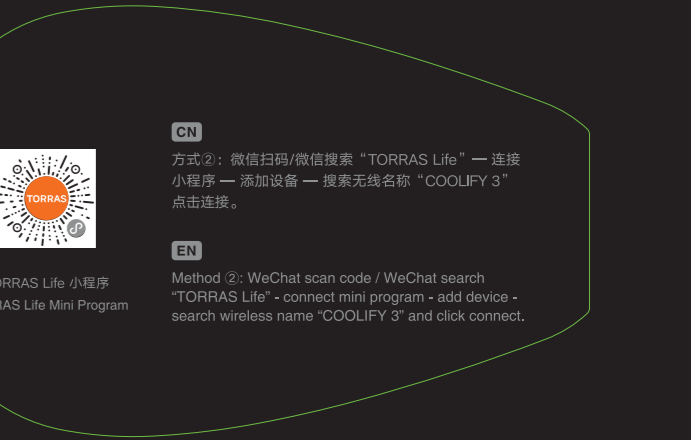 CN
方式②：微信扫码/微信搜索“TORRAS Life”— 连接
小程序 — 添加设备 — 搜索无线名称“COOLIFY 3”
点击连接。
TORRAS
EN
Method ②: WeChat scan code / WeChat search
“TORRAS Life” - connect mini program - add device -
search wireless name “COOLIFY 3” and click connect.
ORRAS Life 小程序
RAS Life Mini Program